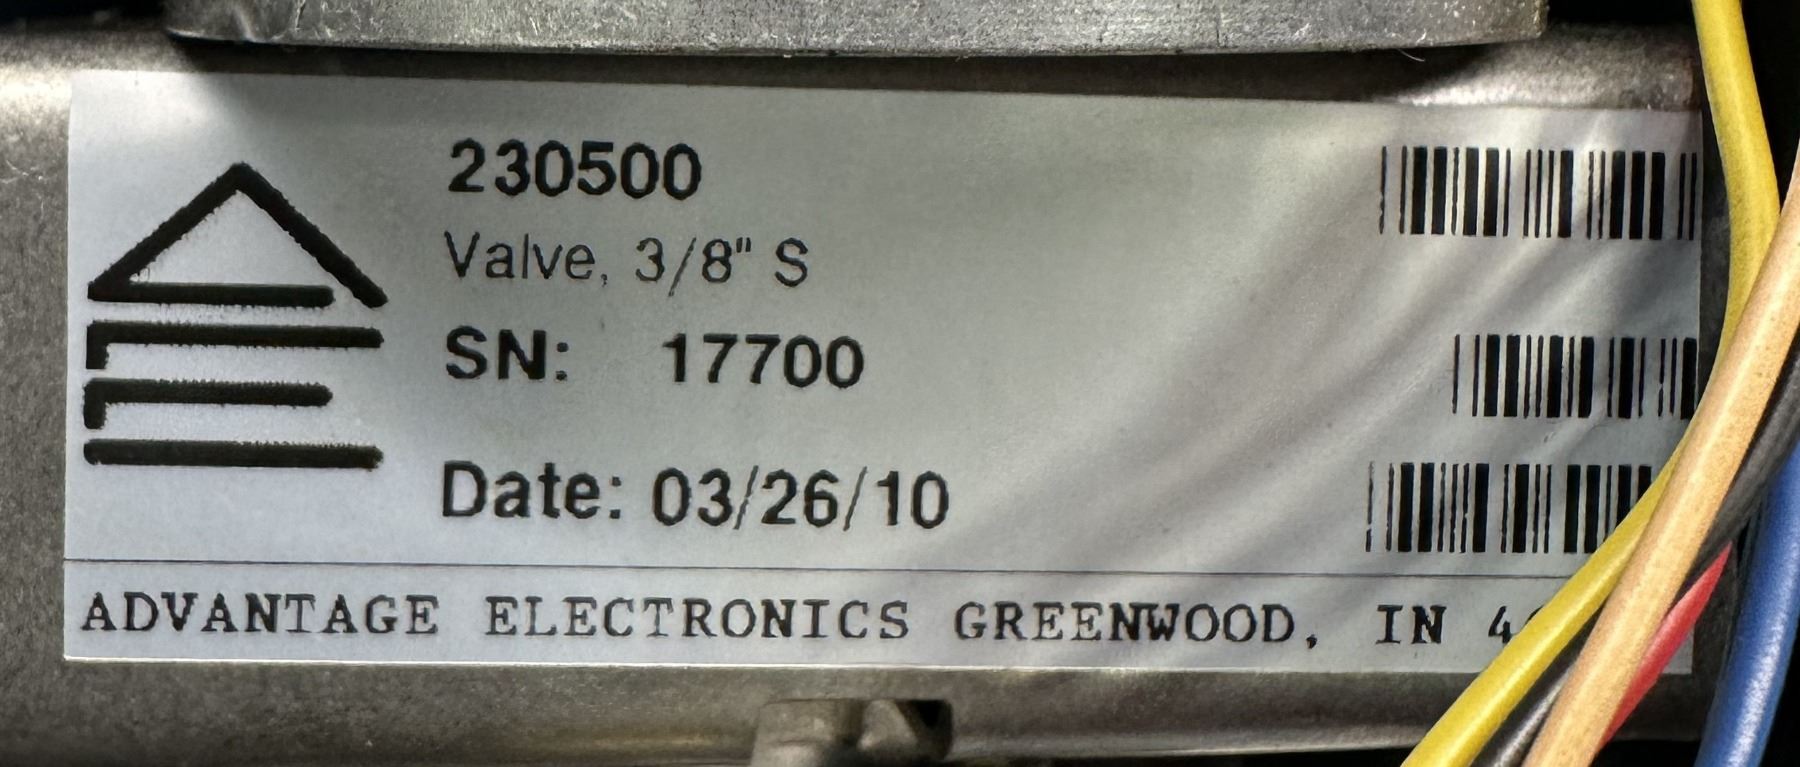 230500
Valve, 3/8" S
SN: 17700
Date: 03/26/10
ADVANTAGE ELECTRONICS GREENWOOD, IN